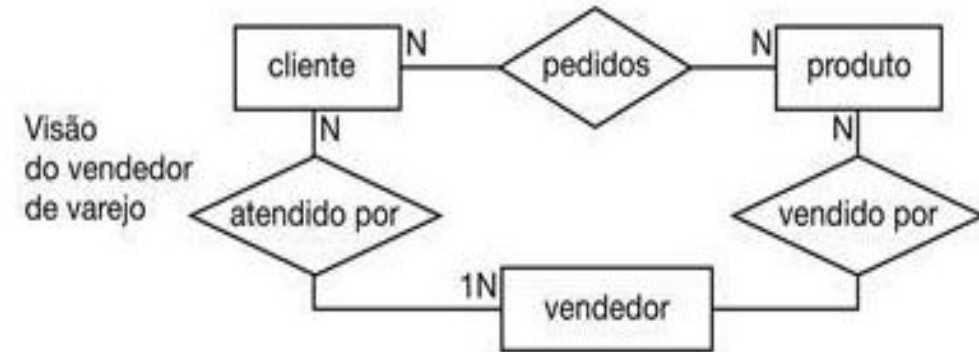 cliente
N
pedidos
N
produto
Visão
do vendedor
de varejo
N
N
atendido por
vendido por
1N
vendedor